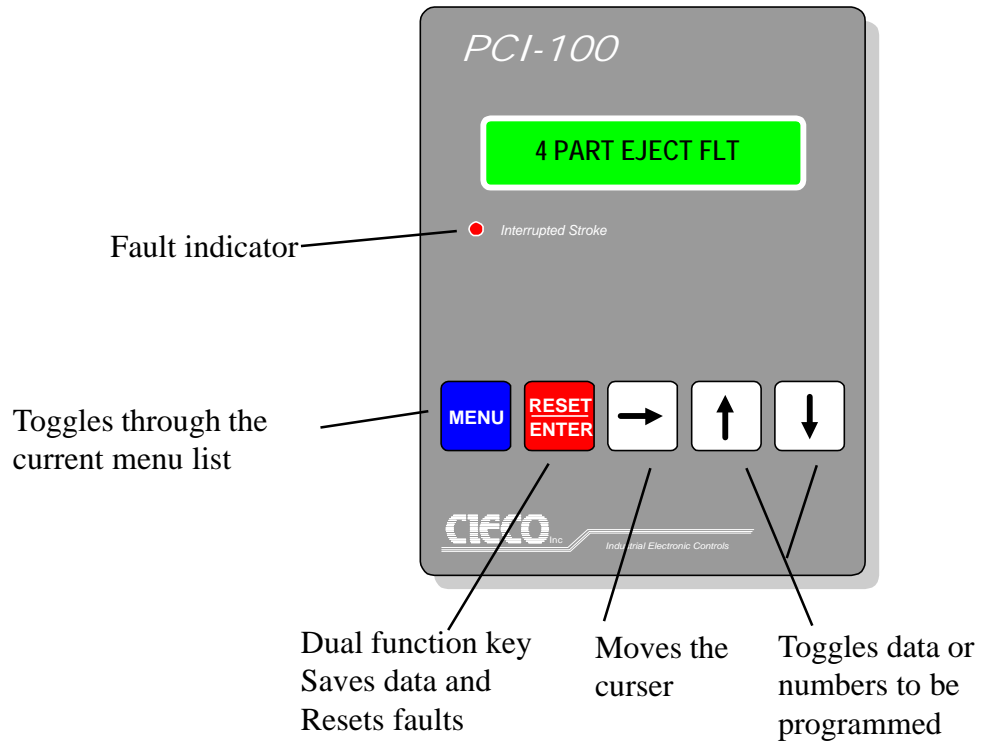 PCI-100
4 PART EJECT FLT
Interrupted Stroke
Fault indicator
MENU
RESET
ENTER
Toggles through the
current menu list
CIECO Inc
Industrial Electronic Controls
Dual function key
Saves data and
Resets faults
Moves the
curser
Toggles data or
numbers to be
programmed